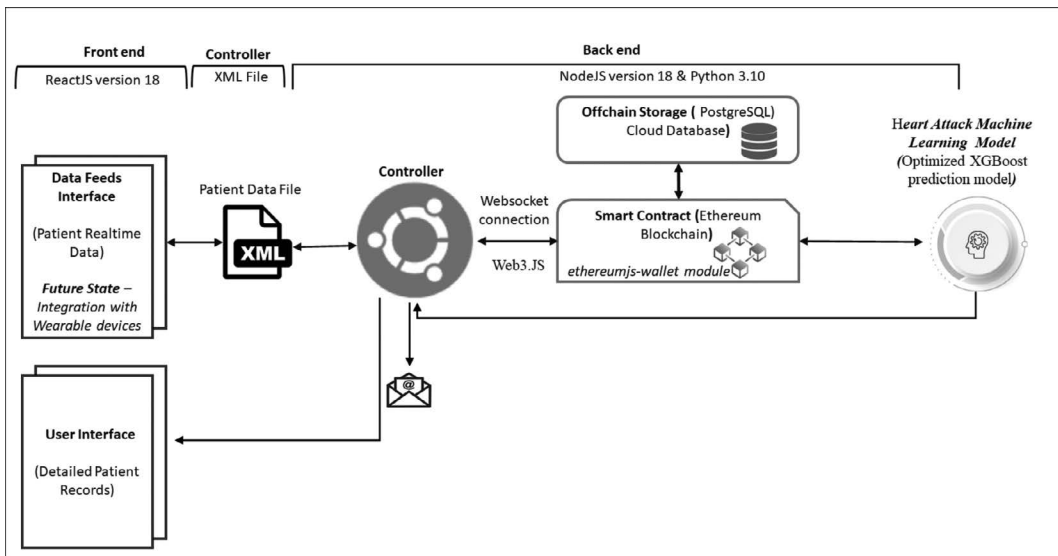 Front end
Controller
Back end
ReactJS version 18
XML File
NodeJS version 18 & Python 3.10
Offchain Storage ( PostgreSQL)
Cloud Database)
Heart Attack Machine
Learning Model
(Optimized XGBoost
prediction model)
Data Feeds
Interface
(Patient Realtime
Data)
Future State –
Integration with
Wearable devices
Patient Data File
XML
Controller
Websocket
connection
Web3.JS
Smart Contract (Ethereum
Blockchain)
ethereumjs-wallet module
@
User Interface
(Detailed Patient
Records)